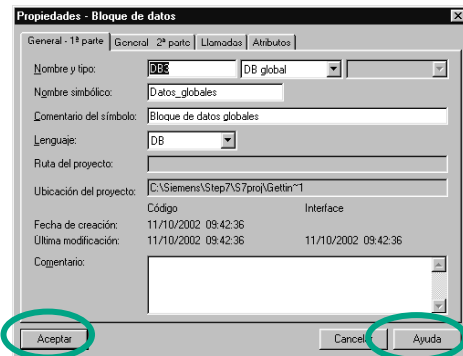 Propiedades - Bloque de datos
General - 1ª parte General - 2ª parte Llamadas Atributos
Nombre y tipo: DB3 DB global
Nombre simbólico: Datos_globales
Comentario del símbolo: Bloque de datos globales
Lenguaje: DB
Ruta del proyecto:
Ubicación del proyecto: C:\Siemens\Step7\S7proj\Gettin~1
Código Interface
Fecha de creación: 11/10/2002 09:42:36
Última modificación: 11/10/2002 09:42:36 11/10/2002 09:42:36
Comentario:
Aceptar Cancelar Ayuda